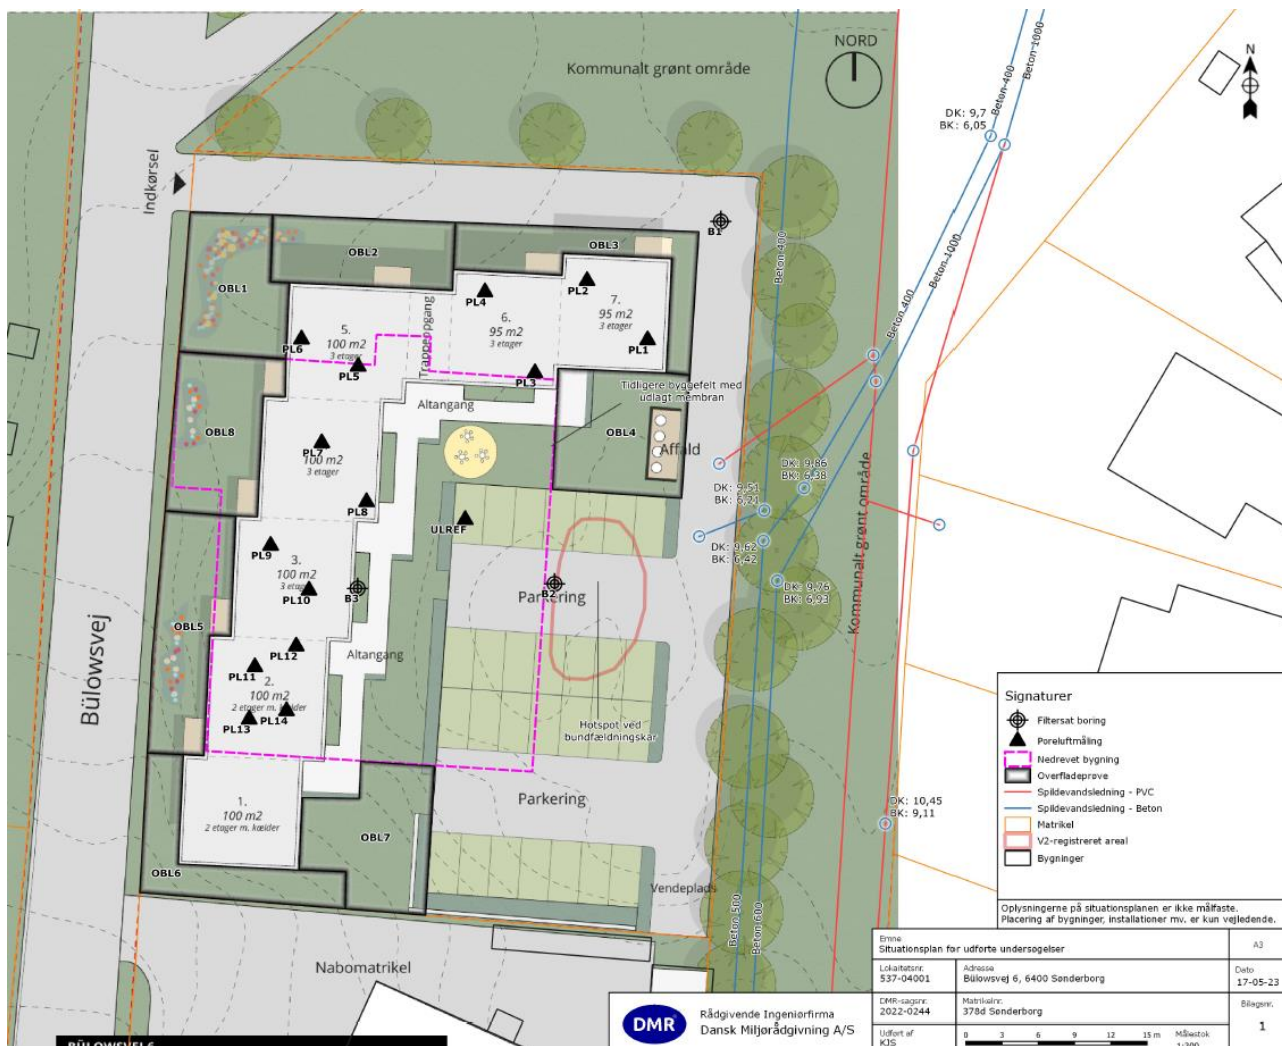 NORD
Kommunalt grønt område
N
DK: 9,7
BK: 6,05
Beton-400
Beton-1000
Indkørsel
B1
OBL2
OBL3
OBL1
PL2
PL4
7.
95 m2
3 etager
6.
95 m2
3 etager
5.
100 m2
3 etager
Trappeopgang
PL6
PL5
PL1
PL3
Beton-400
Beton-400
Beton-1000
Tidligere byggefelt med
udlagt membran
Altangang
OBL8
OBL4
Affald
PL7
100 m2
3 etager
PL8
ULREF
DK: 9,86
BK: 6,38
DK: 9,51
BK: 6,21
DK: 9,62
BK: 6,42
DK: 9,76
BK: 6,93
Kommunalt grønt område
PL9
3.
100 m2
3 etager
PL10
B3
B2
Parkering
OBL5
Bülowsvej
PL12
PL11
Altangang
2.
100 m2
2 etager m. kælder
PL14
PL13
Hotspot ved
bundfældningskar
1.
100 m2
2 etager m. kælder
Parkering
OBL7
OBL6
Vendeplads
Beton 500
Beton 600
DK: 10,45
BK: 9,11
Nabomatrikel
Signaturer
Filtersat boring
Poreluftmåling
Nedrevet bygning
Overfladeprøve
Spildevandsledning - PVC
Spildevandsledning - Beton
Matrikel
V2-registreret areal
Bygninger
Oplysningerne på situationsplanen er ikke målfaste.
Placering af bygninger, installationer mv. er kun vejledende.
Emne
Situationsplan for udførte undersøgelser
A3
Lokalitetsnr.
537-04001
Adresse
Bülowsvej 6, 6400 Sønderborg
Dato
17-05-23
DMR-sagsnr.
2022-0244
Matrikelnr.
378d Sønderborg
Bilagsnr.
1
Udført af
KJS
0 3 6 9 12 15 m
Målestok
1:300
DMR
Rådgivende Ingeniørfirma
Dansk Miljørådgivning A/S
BÜLOWSVEJ 6